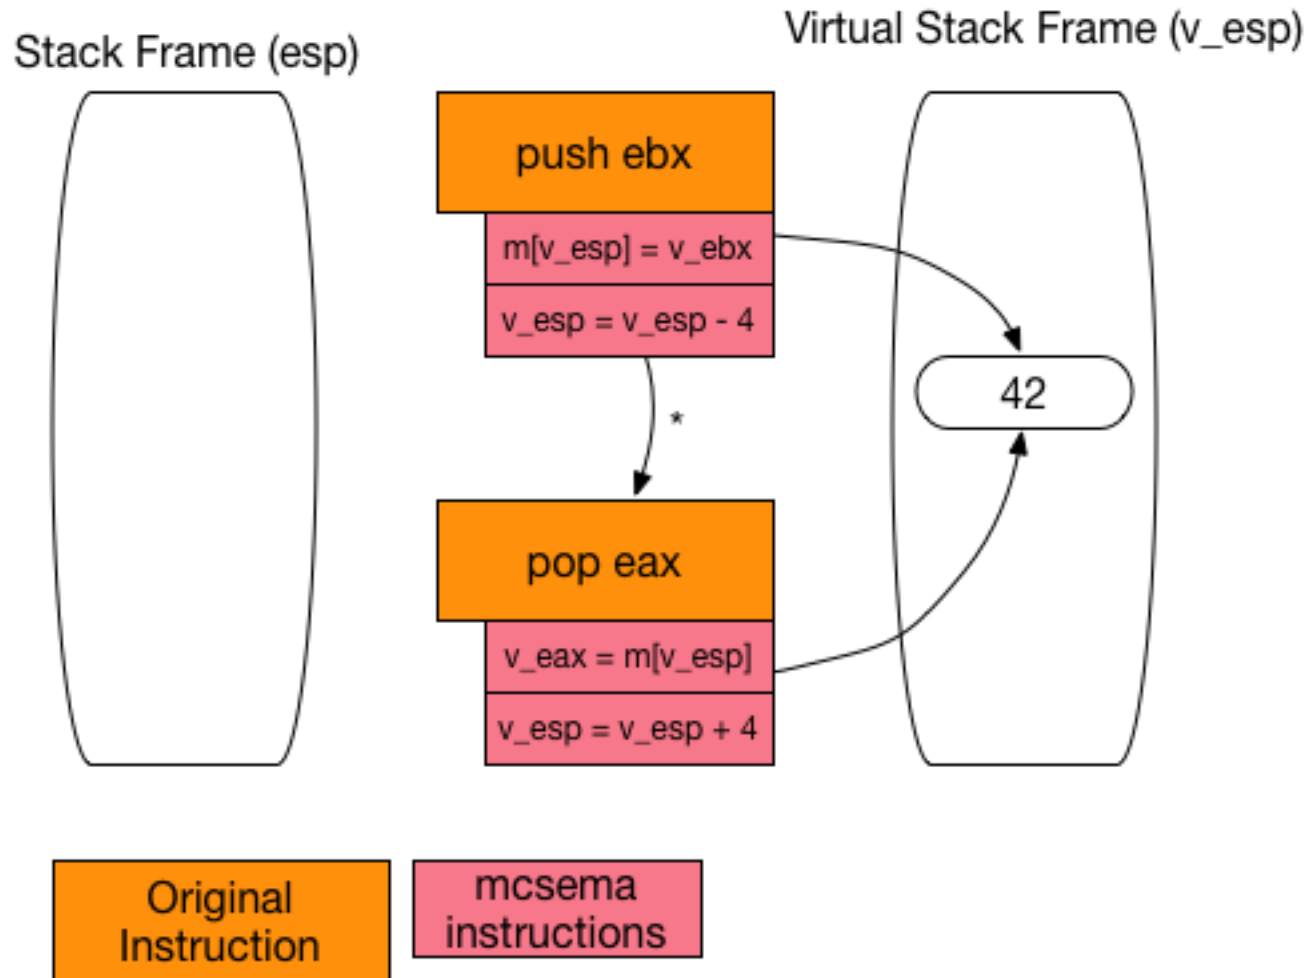 Stack Frame (esp)
Virtual Stack Frame (v_esp)
push ebx
m[v_esp] = v_ebx
v_esp = v_esp - 4
*
42
pop eax
v_eax = m[v_esp]
v_esp = v_esp + 4
Original
Instruction
mcsema
instructions